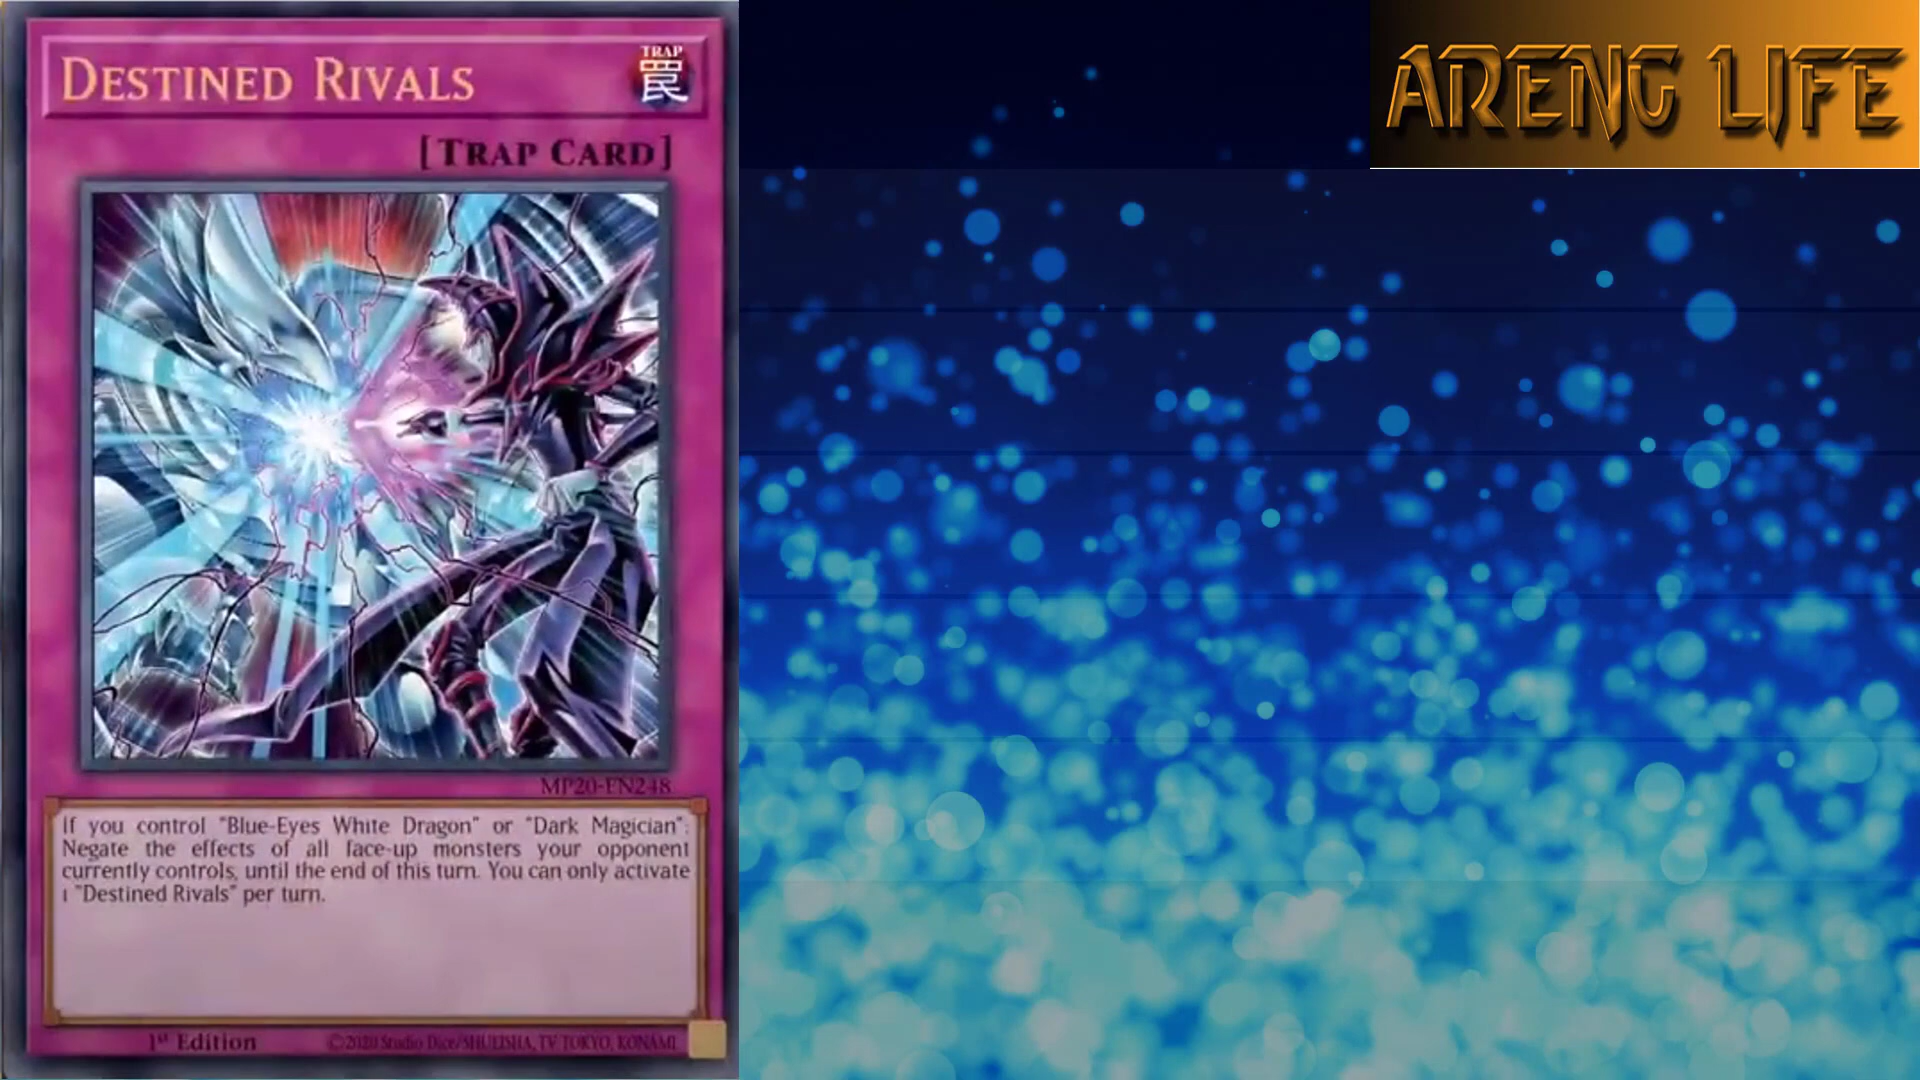 DESTINED RIVALS
TRAP
罠
[TRAP CARD]
MP20-EN248
If you control "Blue-Eyes White Dragon" or "Dark Magician":
Negate the effects of all face-up monsters your opponent
currently controls, until the end of this turn. You can only activate
1 "Destined Rivals" per turn.
1st Edition
©2020 Studio Dice/SHUEISHA, TV TOKYO, KONAMI
ARENG LIFE